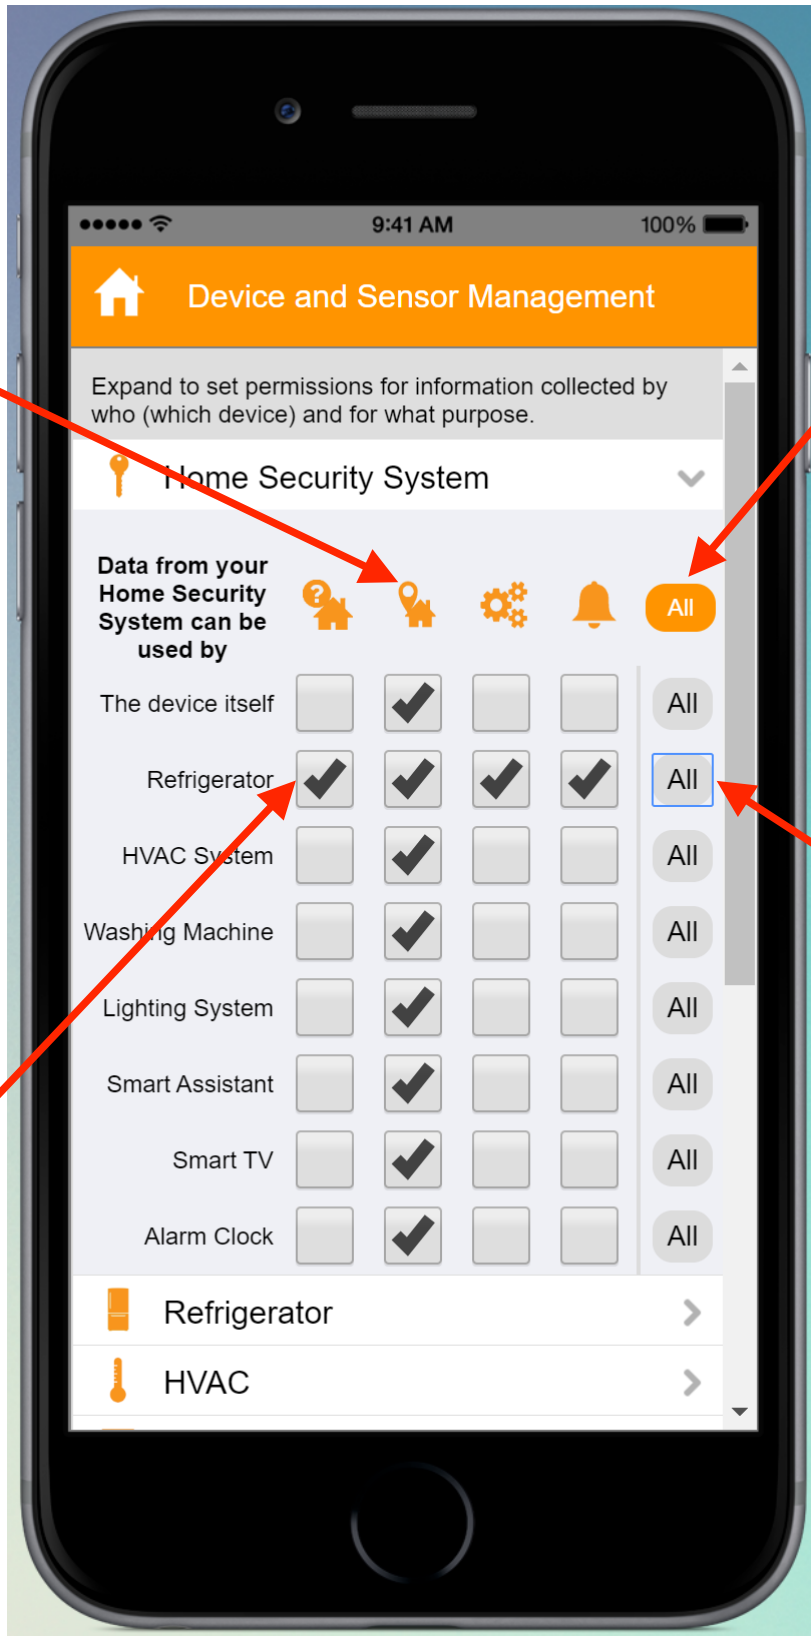 9:41 AM 100%
Device and Sensor Management
Expand to set permissions for information collected by
who (which device) and for what purpose.
Home Security System
Data from your
Home Security
System can be
used by
?
All
The device itself All
Refrigerator All
HVAC System All
Washing Machine All
Lighting System All
Smart Assistant All
Smart TV All
Alarm Clock All
Refrigerator
HVAC